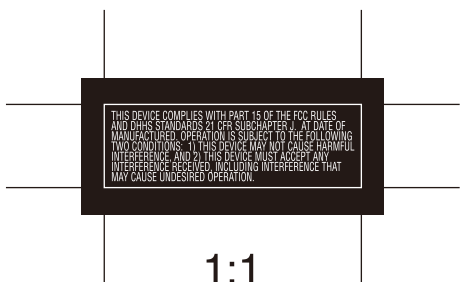 THIS DEVICE COMPLIES WITH PART 15 OF THE FCC RULES
AND DHHS STANDARDS 21 CFR SUBCHAPTER J. AT DATE OF
MANUFACTURED. OPERATION IS SUBJECT TO THE FOLLOWING
TWO CONDITIONS: 1) THIS DEVICE MAY NOT CAUSE HARMFUL
INTERFERENCE, AND 2) THIS DEVICE MUST ACCEPT ANY
INTERFERENCE RECEIVED, INCLUDING INTERFERENCE THAT
MAY CAUSE UNDESIRED OPERATION.
1:1